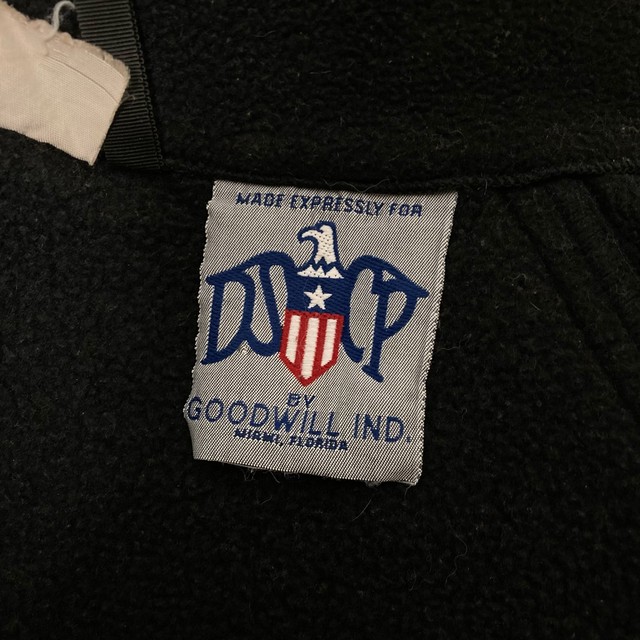 MADE EXPRESSLY FOR
DSCP
BY
GOODWILL IND.
MIAMI, FLORIDA